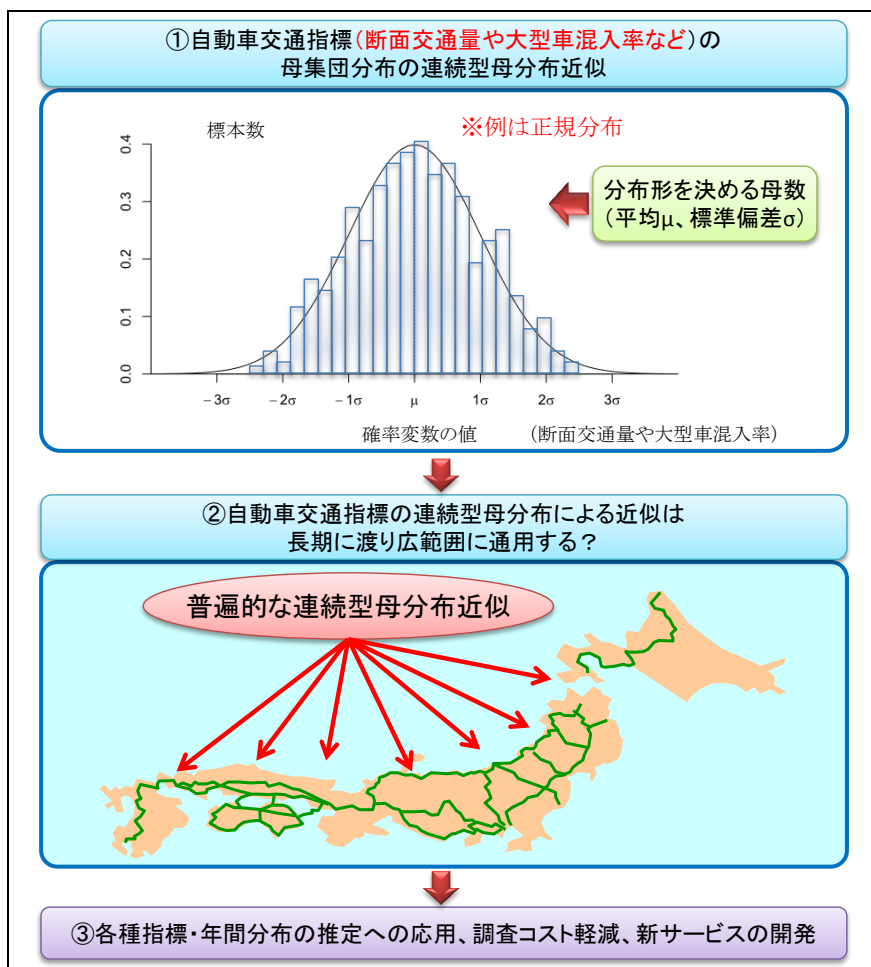 ①自動車交通指標(断面交通量や大型車混入率など)の
母集団分布の連続型母分布近似
標本数
※例は正規分布
0.4
0.3
0.2
0.1
0.0
分布形を決める母数
(平均μ、標準偏差σ)
−3σ −2σ −1σ μ 1σ 2σ 3σ
確率変数の値 (断面交通量や大型車混入率)
②自動車交通指標の連続型母分布による近似は
長期に渡り広範囲に通用する?
普遍的な連続型母分布近似
③各種指標・年間分布の推定への応用、調査コスト軽減、新サービスの開発